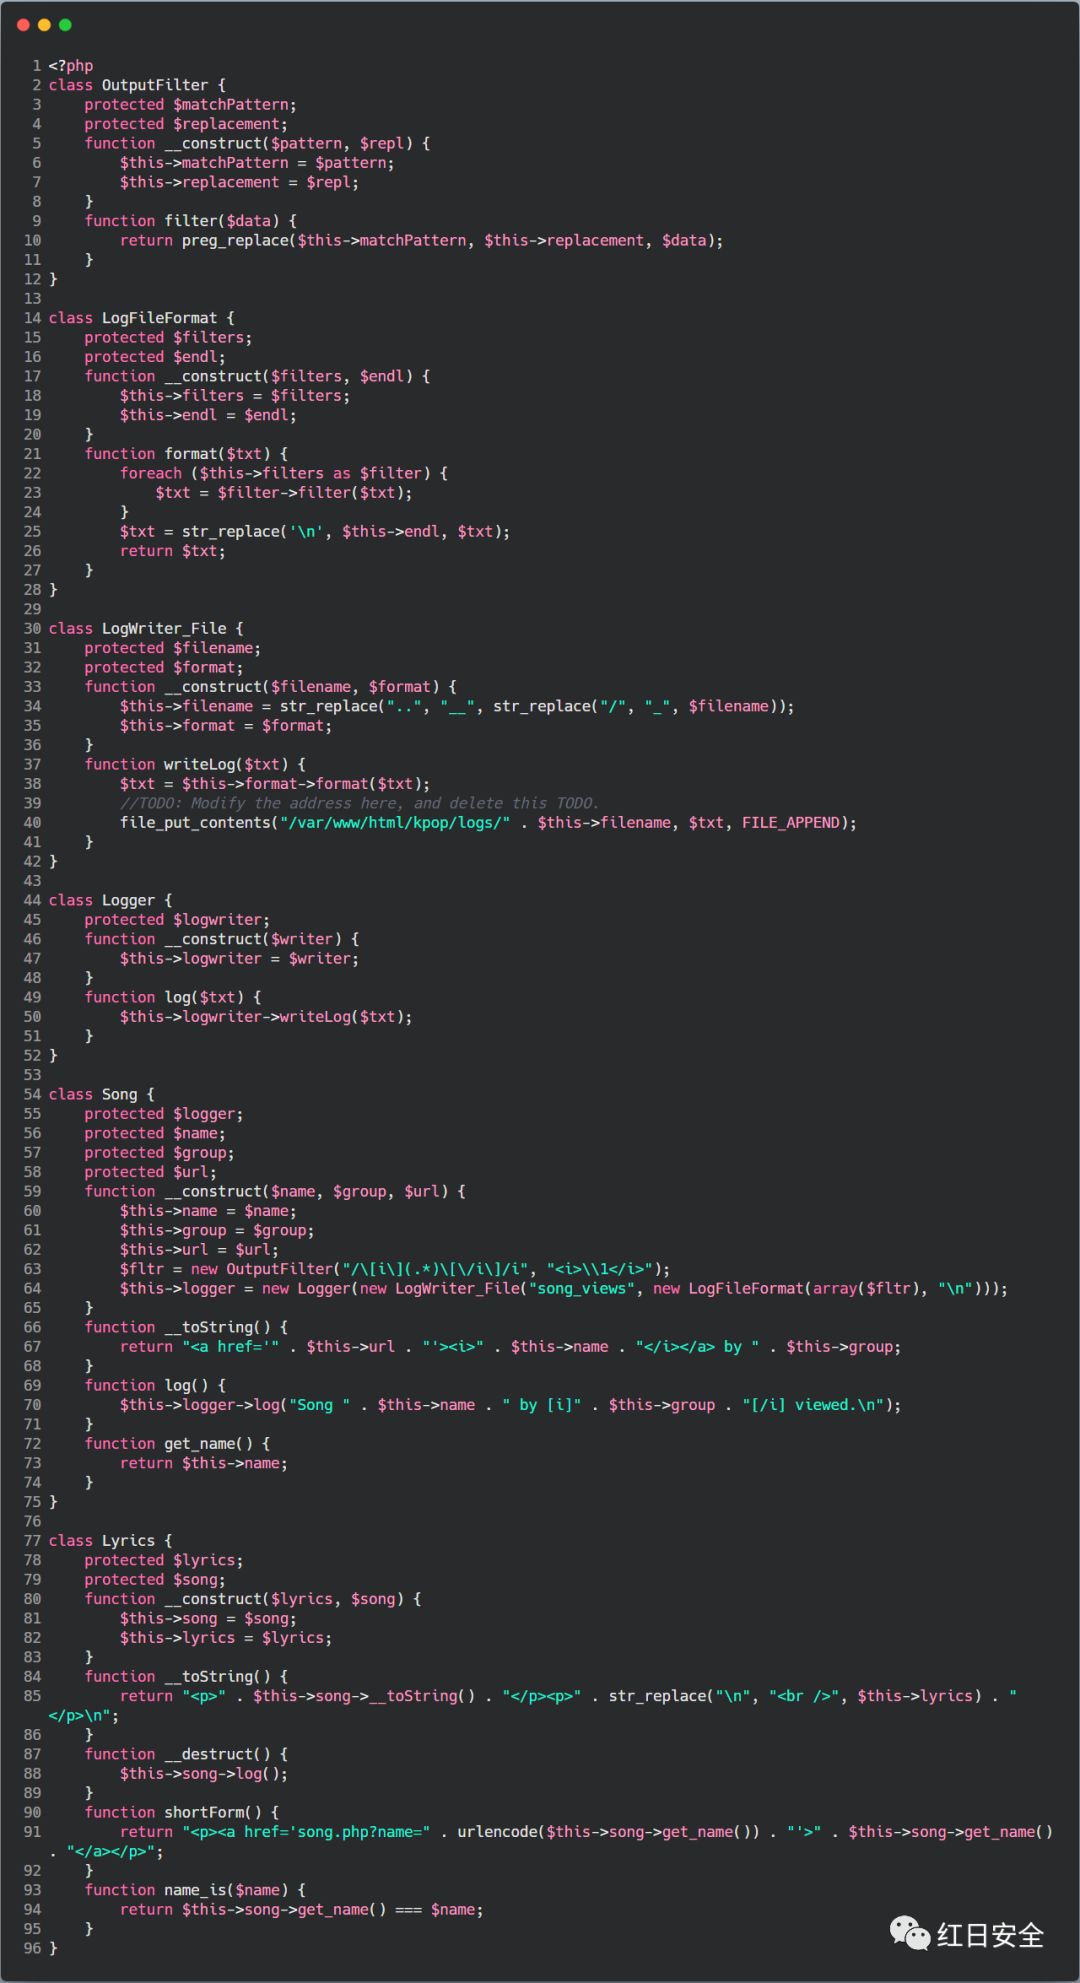 1 <?php
2 class OutputFilter {
3     protected $matchPattern;
4     protected $replacement;
5     function __construct($pattern, $repl) {
6         $this->matchPattern = $pattern;
7         $this->replacement = $repl;
8     }
9     function filter($data) {
10         return preg_replace($this->matchPattern, $this->replacement, $data);
11     }
12 }
13
14 class LogFileFormat {
15     protected $filters;
16     protected $endl;
17     function __construct($filters, $endl) {
18         $this->filters = $filters;
19         $this->endl = $endl;
20     }
21     function format($txt) {
22         foreach ($this->filters as $filter) {
23             $txt = $filter->filter($txt);
24         }
25         $txt = str_replace('\n', $this->endl, $txt);
26         return $txt;
27     }
28 }
29
30 class LogWriter_File {
31     protected $filename;
32     protected $format;
33     function __construct($filename, $format) {
34         $this->filename = str_replace("..", "__", str_replace("/", "_", $filename));
35         $this->format = $format;
36     }
37     function writeLog($txt) {
38         $txt = $this->format->format($txt);
39         //TODO: Modify the address here, and delete this TODO.
40         file_put_contents("/var/www/html/kpop/logs/" . $this->filename, $txt, FILE_APPEND);
41     }
42 }
43
44 class Logger {
45     protected $logwriter;
46     function __construct($writer) {
47         $this->logwriter = $writer;
48     }
49     function log($txt) {
50         $this->logwriter->writeLog($txt);
51     }
52 }
53
54 class Song {
55     protected $logger;
56     protected $name;
57     protected $group;
58     protected $url;
59     function __construct($name, $group, $url) {
60         $this->name = $name;
61         $this->group = $group;
62         $this->url = $url;
63         $fltr = new OutputFilter("/\[i\](.*)\[\/i\]/i", "<i>\\1</i>");
64         $this->logger = new Logger(new LogWriter_File("song_views", new LogFileFormat(array($fltr), "\n")));
65     }
66     function __toString() {
67         return "<a href='" . $this->url . "'><i>" . $this->name . "</i></a> by " . $this->group;
68     }
69     function log() {
70         $this->logger->log("Song " . $this->name . " by [i]" . $this->group . "[/i] viewed.\n");
71     }
72     function get_name() {
73         return $this->name;
74     }
75 }
76
77 class Lyrics {
78     protected $lyrics;
79     protected $song;
80     function __construct($lyrics, $song) {
81         $this->song = $song;
82         $this->lyrics = $lyrics;
83     }
84     function __toString() {
85         return "<p>" . $this->song->__toString() . "</p><p>" . str_replace("\n", "<br />", $this->lyrics) . "
</p>\n";
86     }
87     function __destruct() {
88         $this->song->log();
89     }
90     function shortForm() {
91         return "<p><a href='song.php?name=" . urlencode($this->song->get_name()) . "'>" . $this->song->get_name()
. "</a></p>";
92     }
93     function name_is($name) {
94         return $this->song->get_name() === $name;
95     }
96 }
红日安全